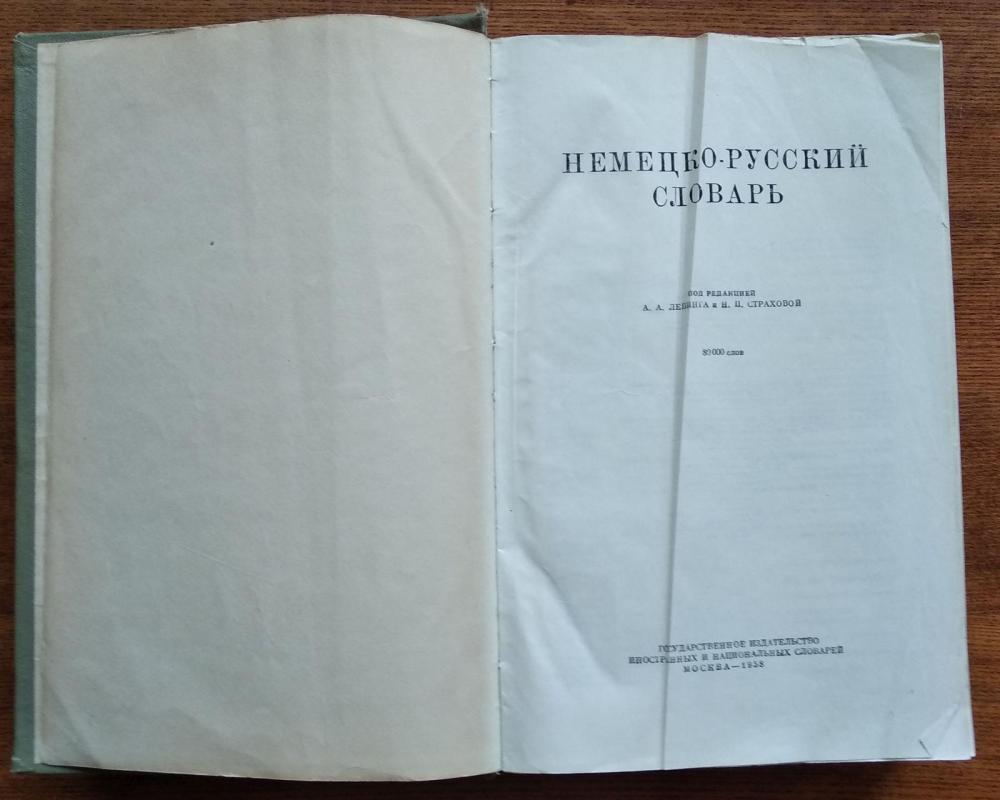 НЕМЕЦКО-РУССКИЙ
СЛОВАРЬ
ПОД РЕДАКЦИЕЙ
А. А. ЛЕПИНГА и Н. П. СТРАХОВОЙ
80 000 слов
ГОСУДАРСТВЕННОЕ ИЗДАТЕЛЬСТВО
ИНОСТРАННЫХ И НАЦИОНАЛЬНЫХ СЛОВАРЕЙ
МОСКВА—1958